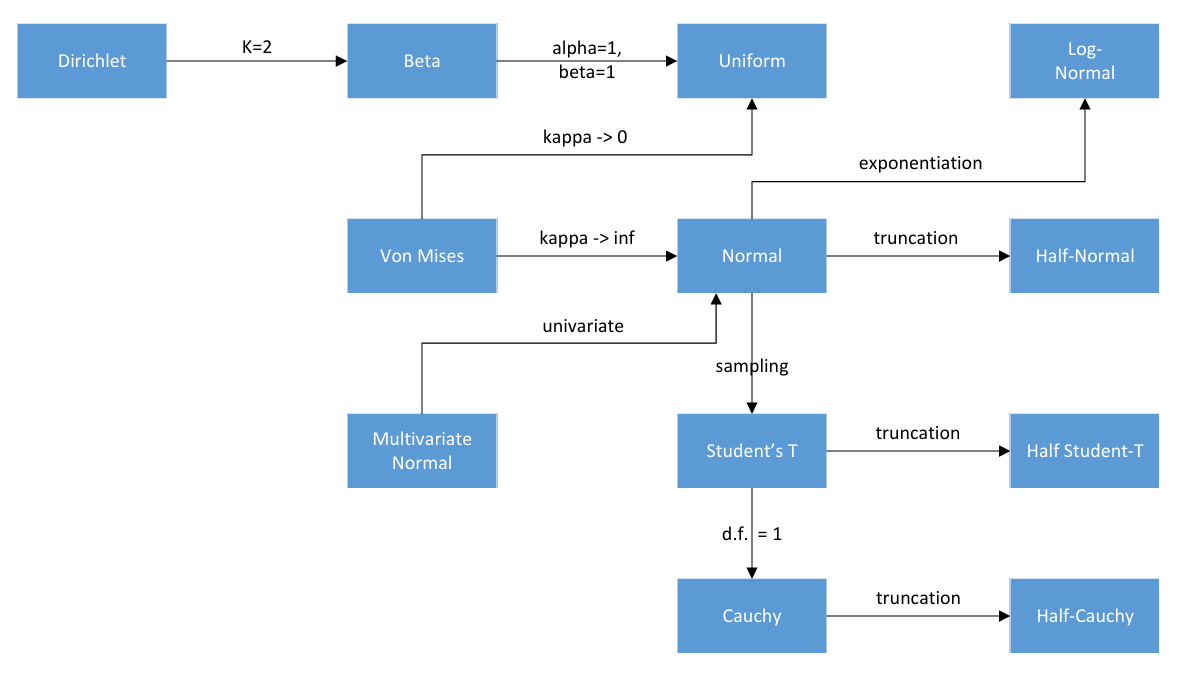 Dirichlet
K=2
Beta
alpha=1,
beta=1
Uniform
Log-
Normal
kappa -> 0
exponentiation
Von Mises
kappa -> inf
Normal
truncation
Half-Normal
univariate
sampling
Multivariate
Normal
Student’s T
truncation
Half Student-T
d.f. = 1
Cauchy
truncation
Half-Cauchy